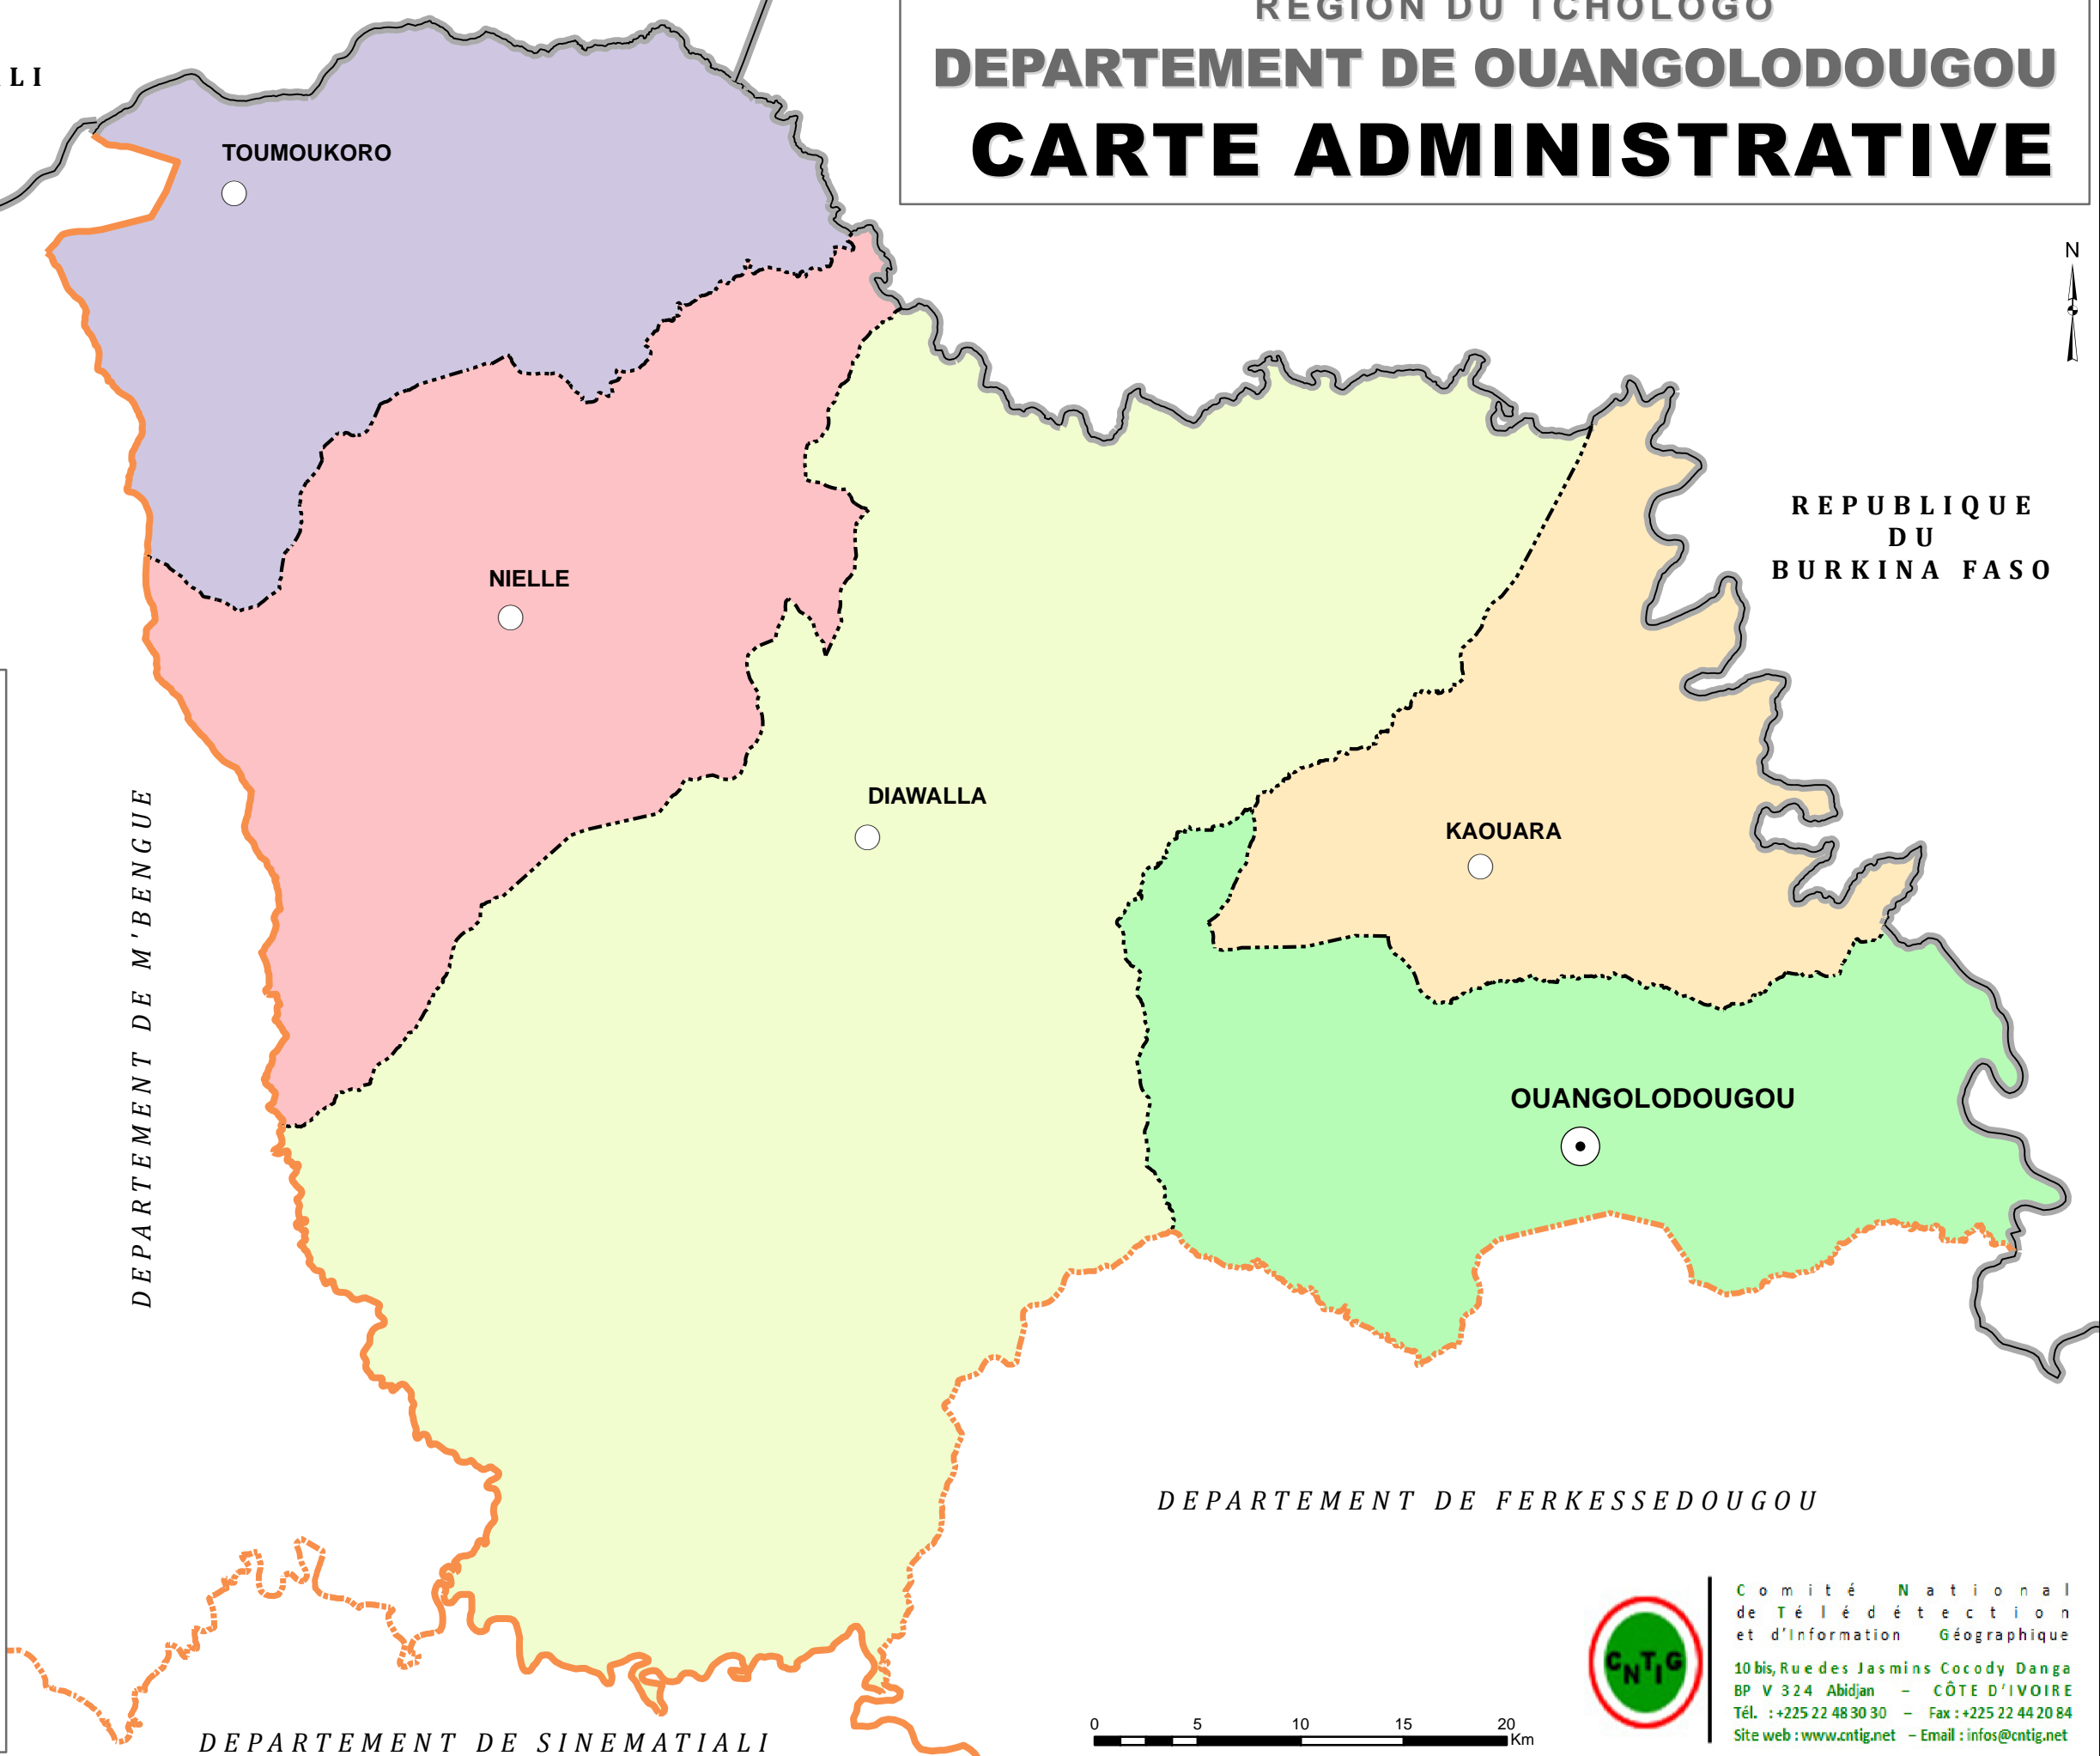 REGION DU TCHOLOGO
DEPARTEMENT DE OUANGOLODOUGOU
CARTE ADMINISTRATIVE
LI
TOUMOUKORO
N
REPUBLIQUE
DU
BURKINA FASO
NIELLE
DIAWALLA
KAOUARA
DEPARTEMENT DE M'BENGUE
OUANGOLODOUGOU
DEPARTEMENT DE FERKESSEDOUGOU
DEPARTEMENT DE SINEMATIALI
0 5 10 15 20
Km
CNTIG
Comité National
de Télédétection
et d'Information Géographique
10 bis, Rue des Jasmins Cocody Danga
BP V 324 Abidjan – CÔTE D'IVOIRE
Tél. : +225 22 48 30 30 – Fax : +225 22 44 20 84
Site web : www.cntig.net – Email : infos@cntig.net